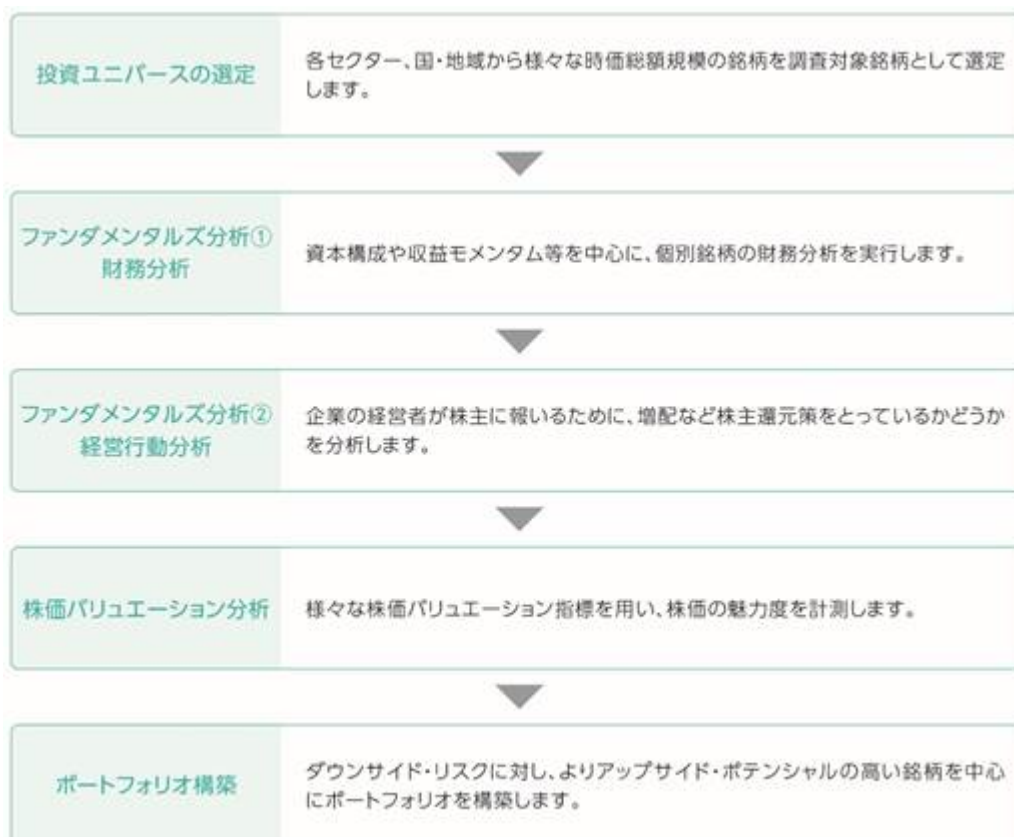 投資ユニバースの選定
各セクター、国・地域から様々な時価総額規模の銘柄を調査対象銘柄として選定
します。
ファンダメンタルズ分析①
財務分析
資本構成や収益モメンタム等を中心に、個別銘柄の財務分析を実行します。
ファンダメンタルズ分析②
経営行動分析
企業の経営者が株主に報いるために、増配など株主還元策をとっているかどうか
を分析します。
株価バリュエーション分析
様々な株価バリュエーション指標を用い、株価の魅力度を計測します。
ポートフォリオ構築
ダウンサイド・リスクに対し、よりアップサイド・ポテンシャルの高い銘柄を中心
にポートフォリオを構築します。